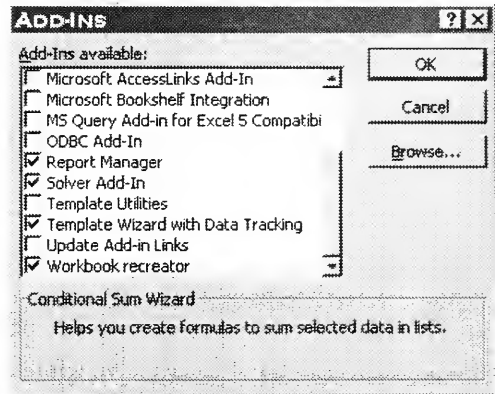 ADD-INS
Add-Ins available:
Microsoft AccessLinks Add-In
Microsoft Bookshelf Integration
MS Query Add-in for Excel 5 Compatibi
ODBC Add-In
Report Manager
Solver Add-In
Template Utilities
Template Wizard with Data Tracking
Update Add-in Links
Workbook recreator
OK
Cancel
Browse...
Conditional Sum Wizard
Helps you create formulas to sum selected data in lists.